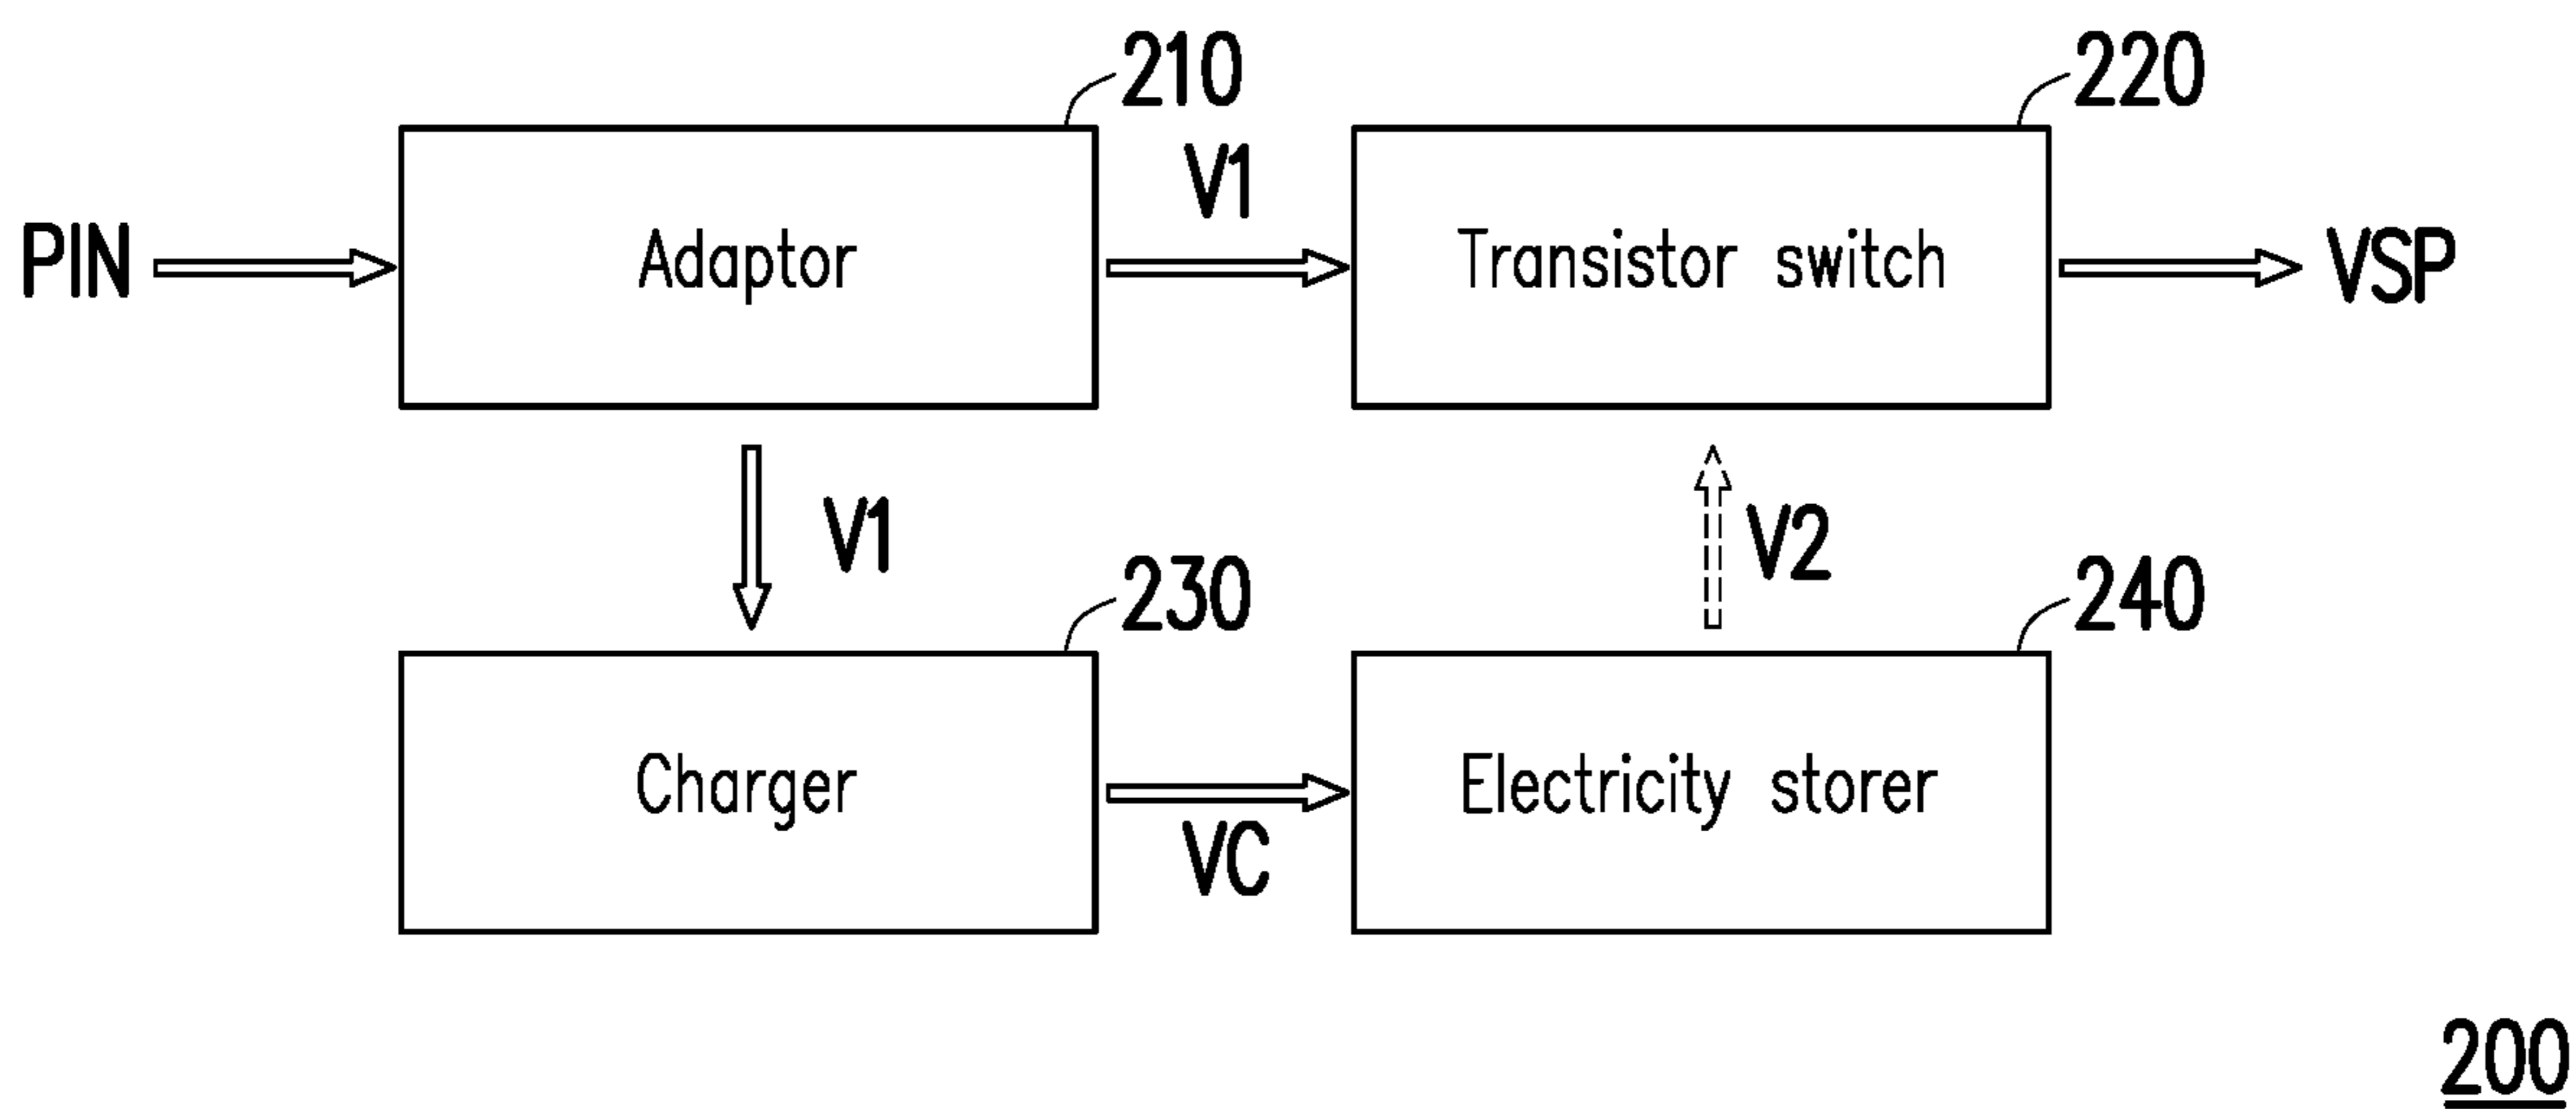 210
220
V1
PIN
Adaptor
Transistor switch
VSP
V1
V2
230
240
Charger
Electricity storer
VC
200